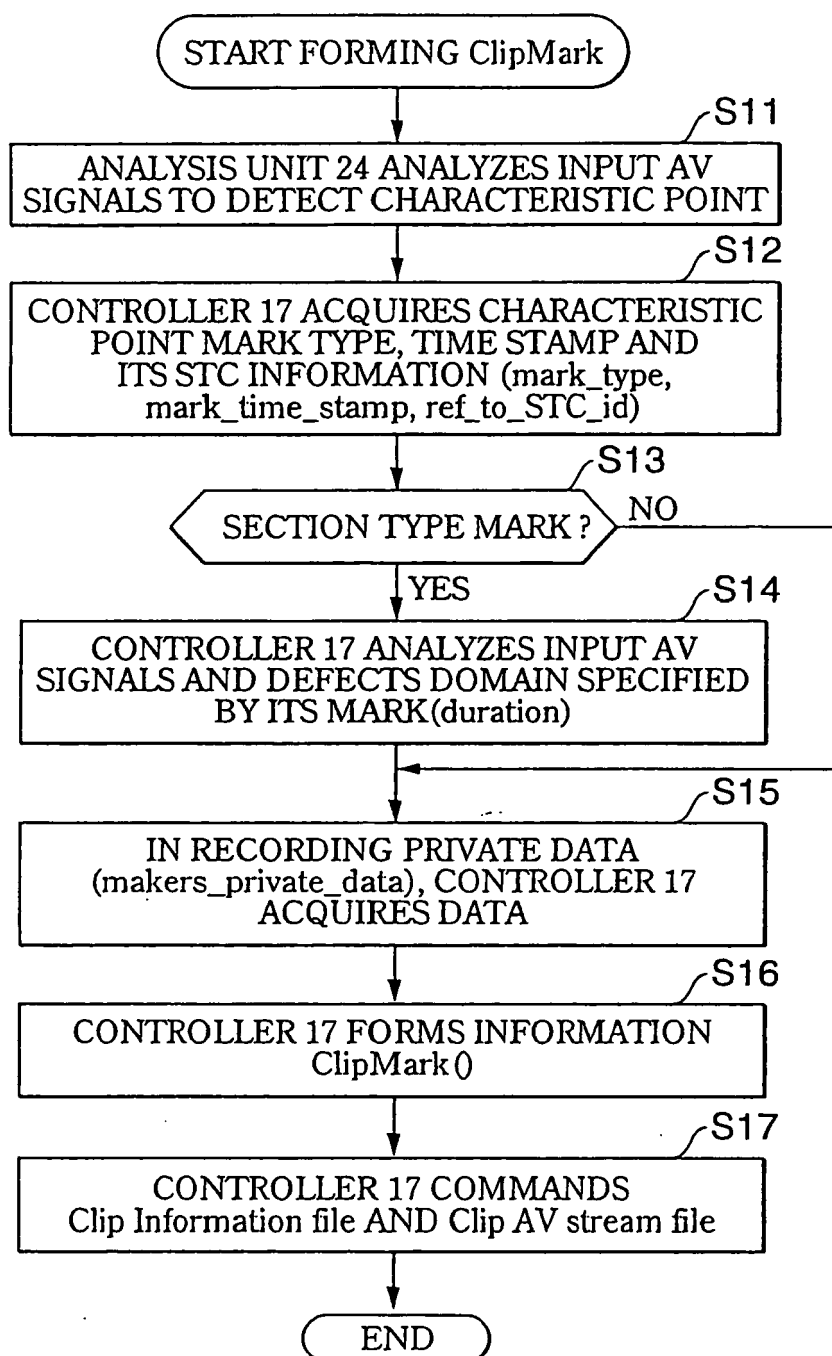 START FORMING ClipMark
S11
ANALYSIS UNIT 24 ANALYZES INPUT AV
SIGNALS TO DETECT CHARACTERISTIC POINT
S12
CONTROLLER 17 ACQUIRES CHARACTERISTIC
POINT MARK TYPE, TIME STAMP AND
ITS STC INFORMATION (mark_type,
mark_time_stamp, ref_to_STC_id)
S13
SECTION TYPE MARK ?
NO
YES
S14
CONTROLLER 17 ANALYZES INPUT AV
SIGNALS AND DEFECTS DOMAIN SPECIFIED
BY ITS MARK(duration)
S15
IN RECORDING PRIVATE DATA
(makers_private_data), CONTROLLER 17
ACQUIRES DATA
S16
CONTROLLER 17 FORMS INFORMATION
ClipMark()
S17
CONTROLLER 17 COMMANDS
Clip Information file AND Clip AV stream file
END